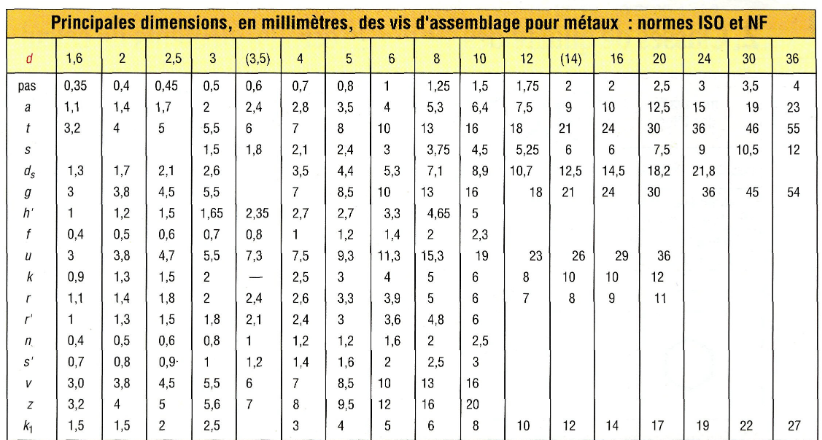 Principales dimensions, en millimètres, des vis d'assemblage pour métaux : normes ISO et NF
d 1,6 2 2,5 3 (3,5) 4 5 6 8 10 12 (14) 16 20 24 30 36
pas 0,35 0,4 0,45 0,5 0,6 0,7 0,8 1 1,25 1,5 1,75 2 2 2,5 3 3,5 4
a 1,1 1,4 1,7 2 2,4 2,8 3,5 4 5,3 6,4 7,5 9 10 12,5 15 19 23
t 3,2 4 5 5,5 6 7 8 10 13 16 18 21 24 30 36 46 55
s 1,5 1,8 2,1 2,4 3 3,75 4,5 5,25 6 6 7,5 9 10,5 12
ds 1,3 1,7 2,1 2,6 3,5 4,4 5,3 7,1 8,9 10,7 12,5 14,5 18,2 21,8
g 3 3,8 4,5 5,5 7 8,5 10 13 16 18 21 24 30 36 45 54
h' 1 1,2 1,5 1,65 2,35 2,7 2,7 3,3 4,65 5
f 0,4 0,5 0,6 0,7 0,8 1 1,2 1,4 2 2,3
u 3 3,8 4,7 5,5 7,3 7,5 9,3 11,3 15,3 19 23 26 29 36
k 0,9 1,3 1,5 2 — 2,5 3 4 5 6 8 10 10 12
r 1,1 1,4 1,8 2 2,4 2,6 3,3 3,9 5 6 7 8 9 11
r' 1 1,3 1,5 1,8 2,1 2,4 3 3,6 4,8 6
n 0,4 0,5 0,6 0,8 1 1,2 1,2 1,6 2 2,5
s' 0,7 0,8 0,9 1 1,2 1,4 1,6 2 2,5 3
v 3,0 3,8 4,5 5,5 6 7 8,5 10 13 16
z 3,2 4 5 5,6 7 8 9,5 12 16 20
k1 1,5 1,5 2 2,5 3 4 5 6 8 10 12 14 17 19 22 27